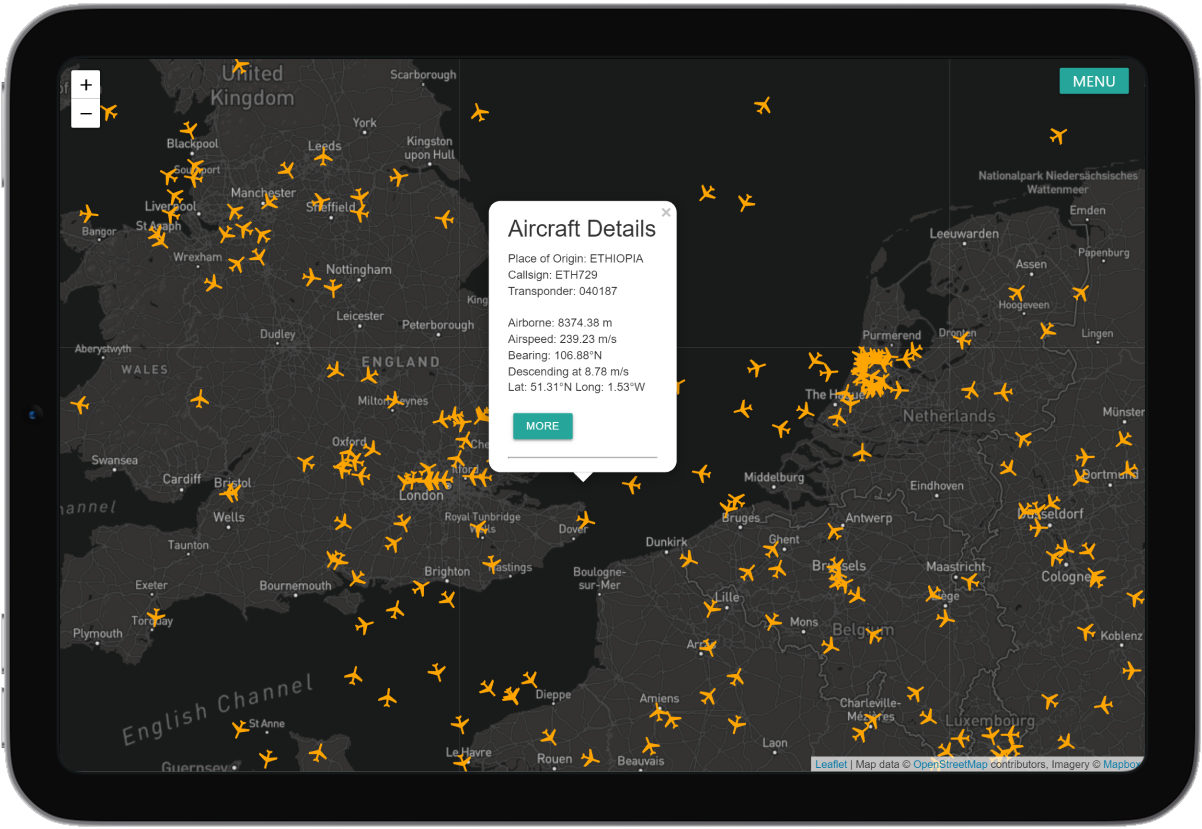 +
−
MENU
United
Kingdom
Scarborough
York
Blackpool
Leeds
Kingston
upon Hull
Southport
Manchester
Liverpool
Sheffield
Bangor
St Asaph
Wrexham
Nottingham
King
Leicester
Peterborough
Dudley
Aberystwyth
WALES
ENGLAND
Milton Keynes
Oxford
Che
Ilford
Swansea
Cardiff
Bristol
London
hannel
Wells
Royal Tunbridge
Wells
Dover
Taunton
Exeter
Bournemouth
Brighton
Hastings
Torquay
Plymouth
English Channel
St Anne
Guernsey
×
Aircraft Details
Place of Origin: ETHIOPIA
Callsign: ETH729
Transponder: 040187
Airborne: 8374.38 m
Airspeed: 239.23 m/s
Bearing: 106.88°N
Descending at 8.78 m/s
Lat: 51.31°N Long: 1.53°W
MORE
Nationalpark Niedersächsisches
Wattenmeer
Emden
Leeuwarden
Papenburg
Assen
Hoogeveen
Purmerend
Dronten
Lingen
The Hague
Netherlands
Münster
Dortmund
Middelburg
Eindhoven
Bruges
Antwerp
Düsseldorf
Dunkirk
Ghent
Boulogne-
sur-Mer
Brussels
Maastricht
Cologne
Lille
Liège
Mons
Belgium
Koblenz
Arras
Dieppe
Amiens
Charleville-
Mézières
Luxembourg
Le Havre
Rouen
Beauvais
Laon
Leaflet | Map data © OpenStreetMap contributors, Imagery © Mapbox